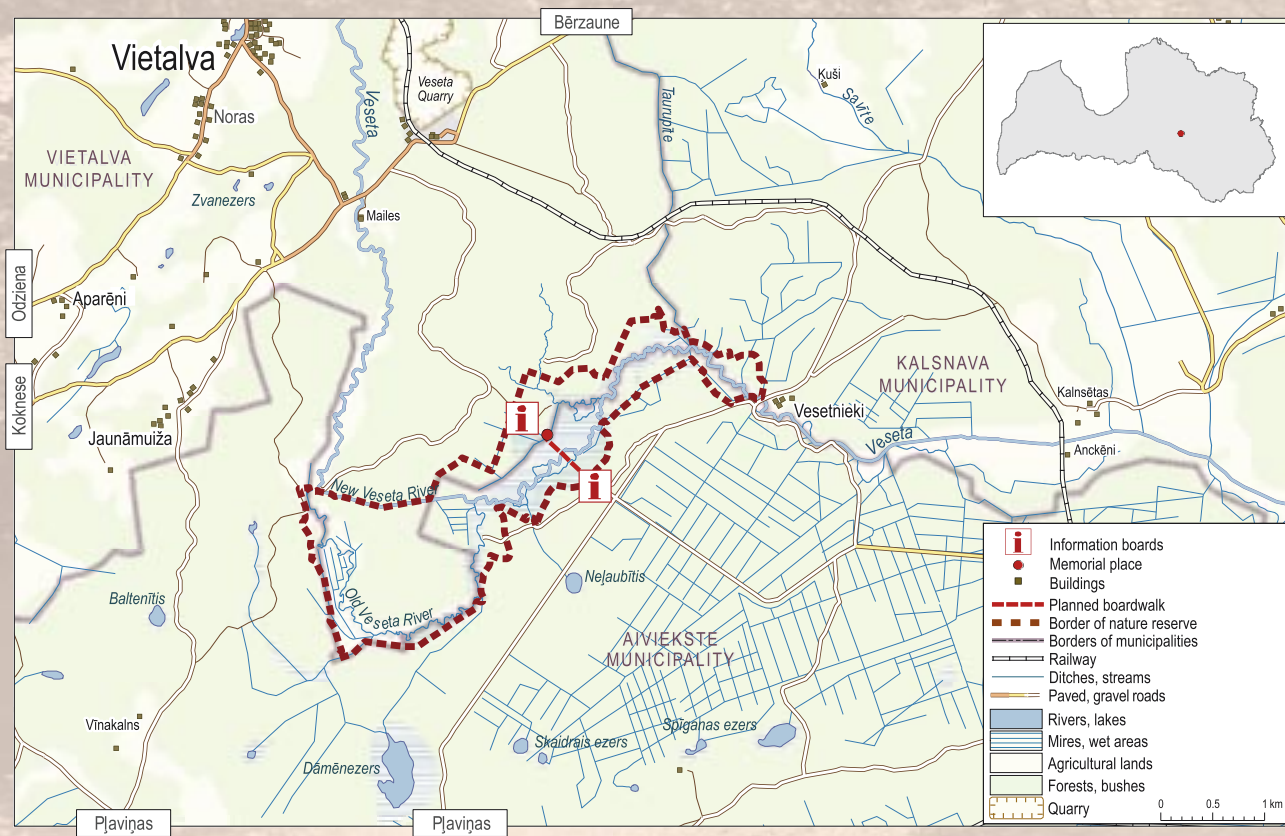 Bērzaune
Vietalva
Veseta
Quarry
Veseta
Taurupīte
Kuši
Savīte
Noras
VIETALVA
MUNICIPALITY
Zvanezers
Mailes
Odziena
Aparēni
Koknese
Jaunāmuiža
KALSNAVA
MUNICIPALITY
Kalnsētas
Vesetnieki
Veseta
Anckēni
i
i
New Veseta River
Old Veseta River
Neļaubītis
Baltenītis
AIVIEKSTE
MUNICIPALITY
Vīnakalns
Dāmēnezers
Skaidrais ezers
Spīganas ezers
Pļaviņas
Pļaviņas
i
Information boards
Memorial place
Buildings
Planned boardwalk
Border of nature reserve
Borders of municipalities
Railway
Ditches, streams
Paved, gravel roads
Rivers, lakes
Mires, wet areas
Agricultural lands
Forests, bushes
Quarry
0 0.5 1 km